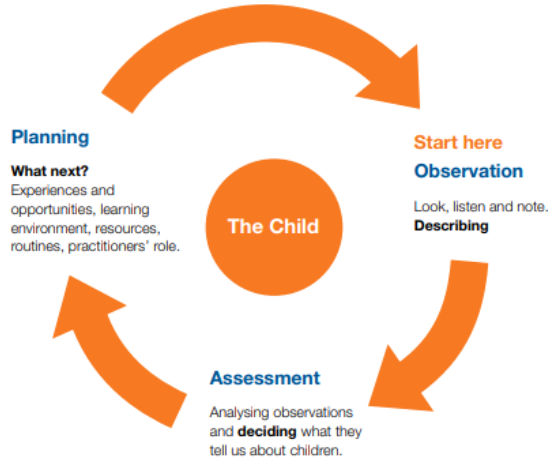 Planning
What next?
Experiences and
opportunities, learning
environment, resources,
routines, practitioners' role.
The Child
Start here
Observation
Look, listen and note.
Describing
Assessment
Analysing observations
and deciding what they
tell us about children.